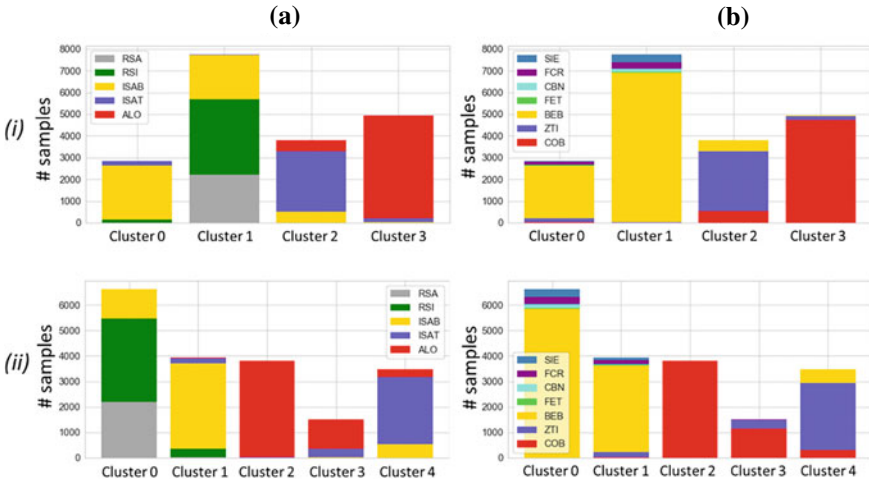 (a)
(b)
(i)
# samples
8000
7000
6000
5000
4000
3000
2000
1000
0
RSA
RSI
ISAB
ISAT
ALO
Cluster 0 Cluster 1 Cluster 2 Cluster 3
# samples
8000
7000
6000
5000
4000
3000
2000
1000
0
SIE
FCR
CBN
FET
BEB
ZTI
COB
Cluster 0 Cluster 1 Cluster 2 Cluster 3
(ii)
# samples
6000
5000
4000
3000
2000
1000
0
RSA
RSI
ISAB
ISAT
ALO
Cluster 0 Cluster 1 Cluster 2 Cluster 3 Cluster 4
# samples
6000
5000
4000
3000
2000
1000
0
SIE
FCR
CBN
FET
BEB
ZTI
COB
Cluster 0 Cluster 1 Cluster 2 Cluster 3 Cluster 4